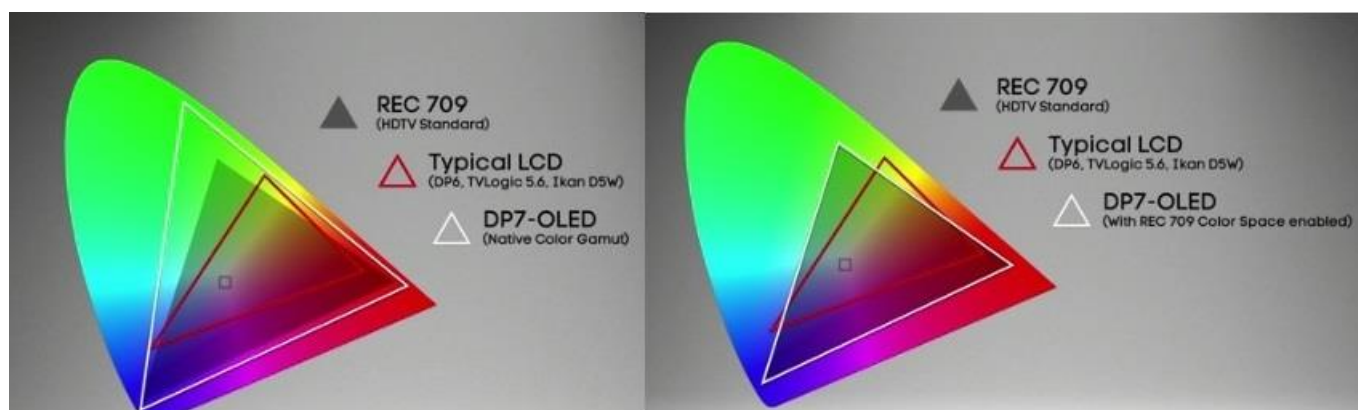 REC 709
(HDTV Standard)
Typical LCD
(DP6, TVLogic 5.6, Ikan D5W)
DP7-OLED
(Native Color Gamut)
REC 709
(HDTV Standard)
Typical LCD
(DP6, TVLogic 5.6, Ikan D5W)
DP7-OLED
(With REC 709 Color Space enabled)